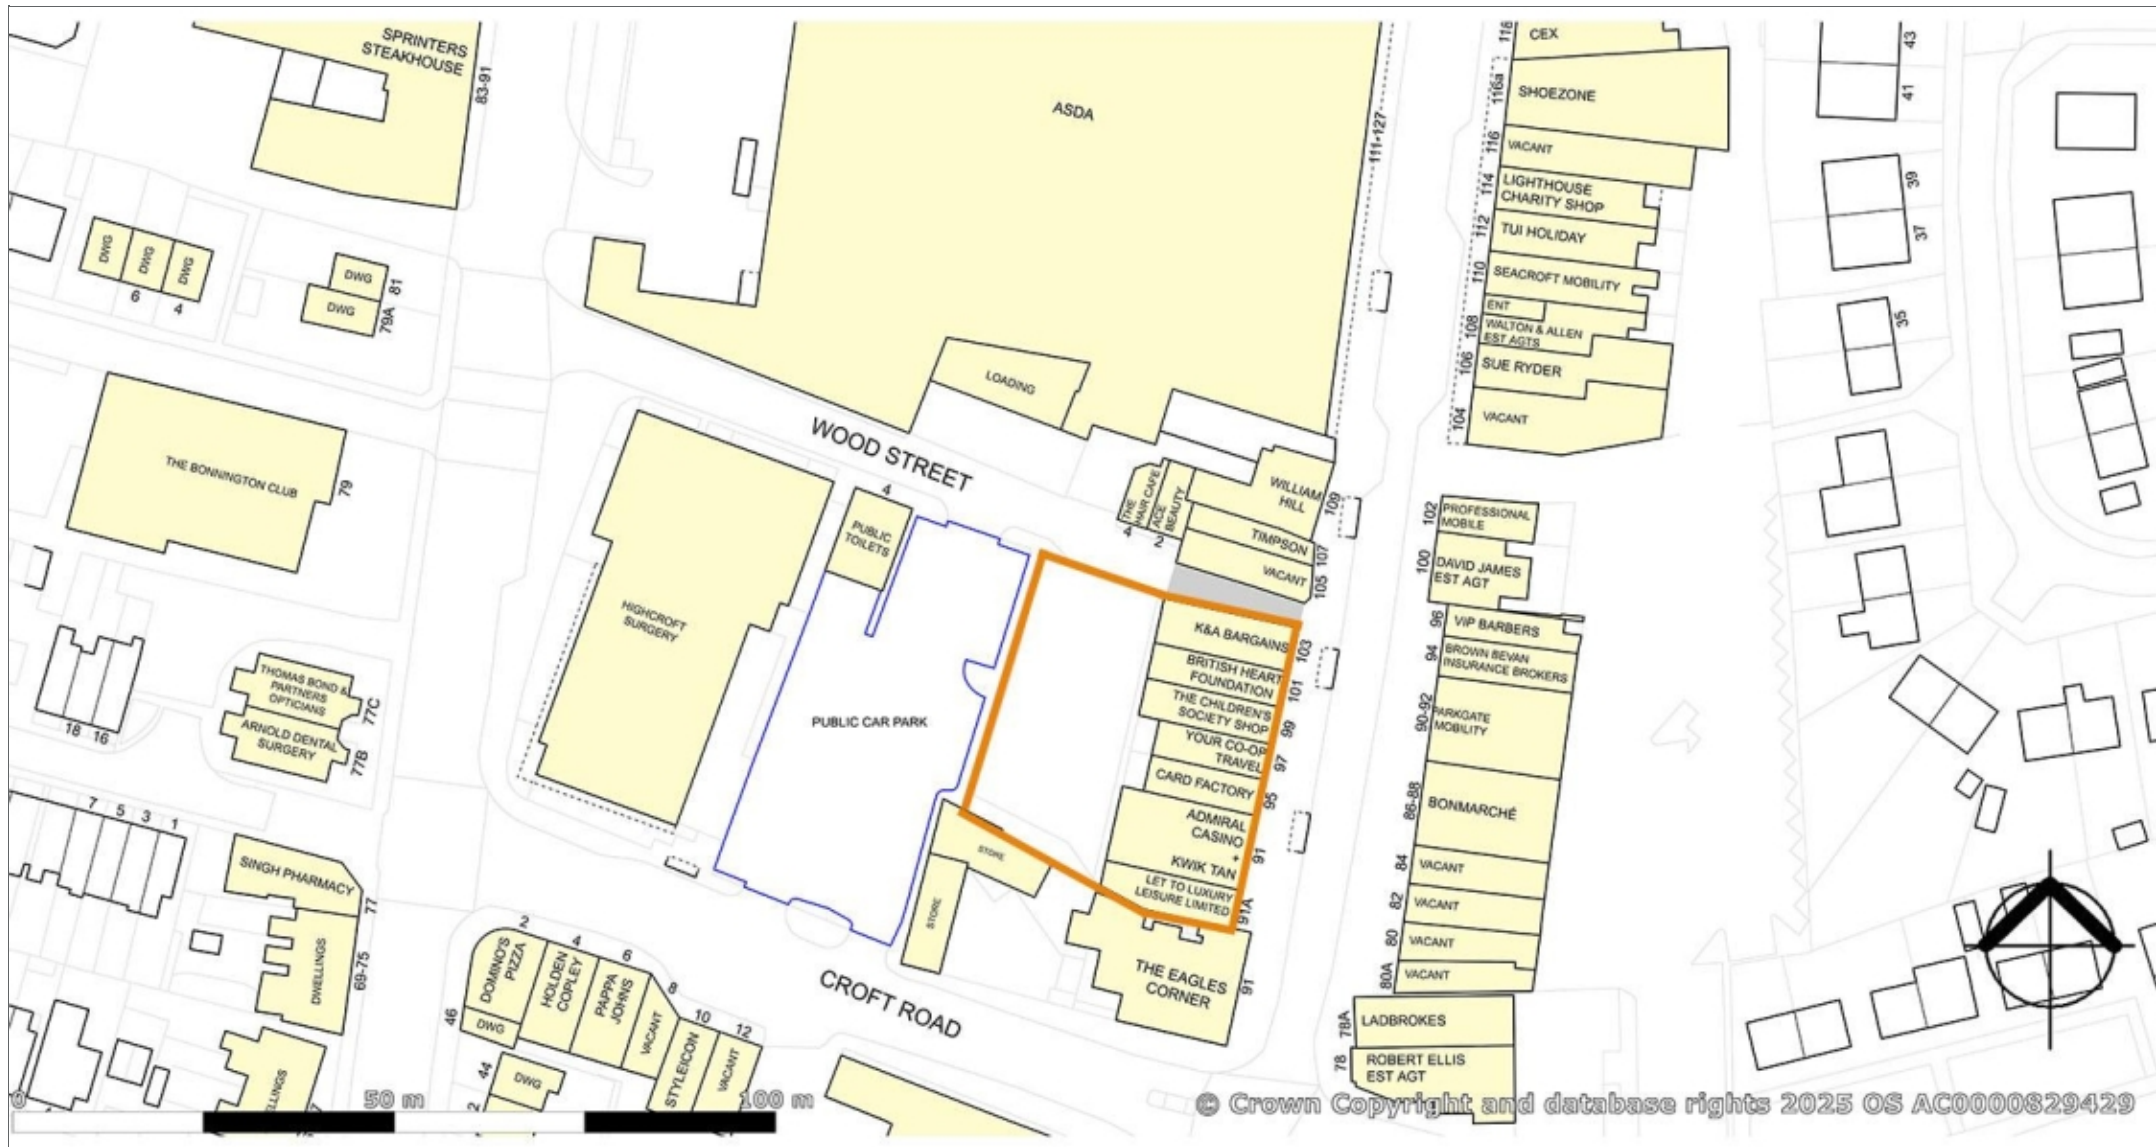 SPRINTERS
STEAKHOUSE
83-91
ASDA
111-127
118
CEX
116a
SHOEZONE
116
VACANT
114
LIGHTHOUSE
CHARITY SHOP
112
TUI HOLIDAY
110
SEACROFT MOBILITY
ENT
108
WALTON & ALLEN
EST AGTS
106
SUE RYDER
104
VACANT
43
41
39
37
35
DWG
DWG
DWG
6
4
DWG
81
DWG
79A
LOADING
WOOD STREET
THE BONNINGTON CLUB
79
4
PUBLIC
TOILETS
THE
HAIR CAFE
ACE
BEAUTY
4
2
WILLIAM
HILL
109
TIMPSON
107
VACANT
105
102
PROFESSIONAL
MOBILE
100
DAVID JAMES
EST AGT
96
VIP BARBERS
94
BROWN BEVAN
INSURANCE BROKERS
90-92
PARKGATE
MOBILITY
86-88
BONMARCHÉ
84
VACANT
82
VACANT
80
VACANT
80A
VACANT
78A
LADBROKES
78
ROBERT ELLIS
EST AGT
HIGHCROFT
SURGERY
PUBLIC CAR PARK
K&A BARGAINS
103
BRITISH HEART
FOUNDATION
101
THE CHILDREN'S
SOCIETY SHOP
99
YOUR CO-OP
TRAVEL
97
CARD FACTORY
95
ADMIRAL
CASINO
+
KWIK TAN
91
LET TO LUXURY
LEISURE LIMITED
91A
THE EAGLES
CORNER
91
STORE
STORE
THOMAS BOND &
PARTNERS
OPTICIANS
77C
ARNOLD DENTAL
SURGERY
77B
18 16
7 5 3 1
SINGH PHARMACY
77
DWELLINGS
69-75
CROFT ROAD
2
DOMINO'S
PIZZA
4
HOLDEN
COPLEY
6
PAPPA
JOHNS
8
VACANT
10
STYLEICON
12
VACANT
46
DWG
44
DWG
0 50 m 100 m
© Crown Copyright and database rights 2025 OS AC0000829429